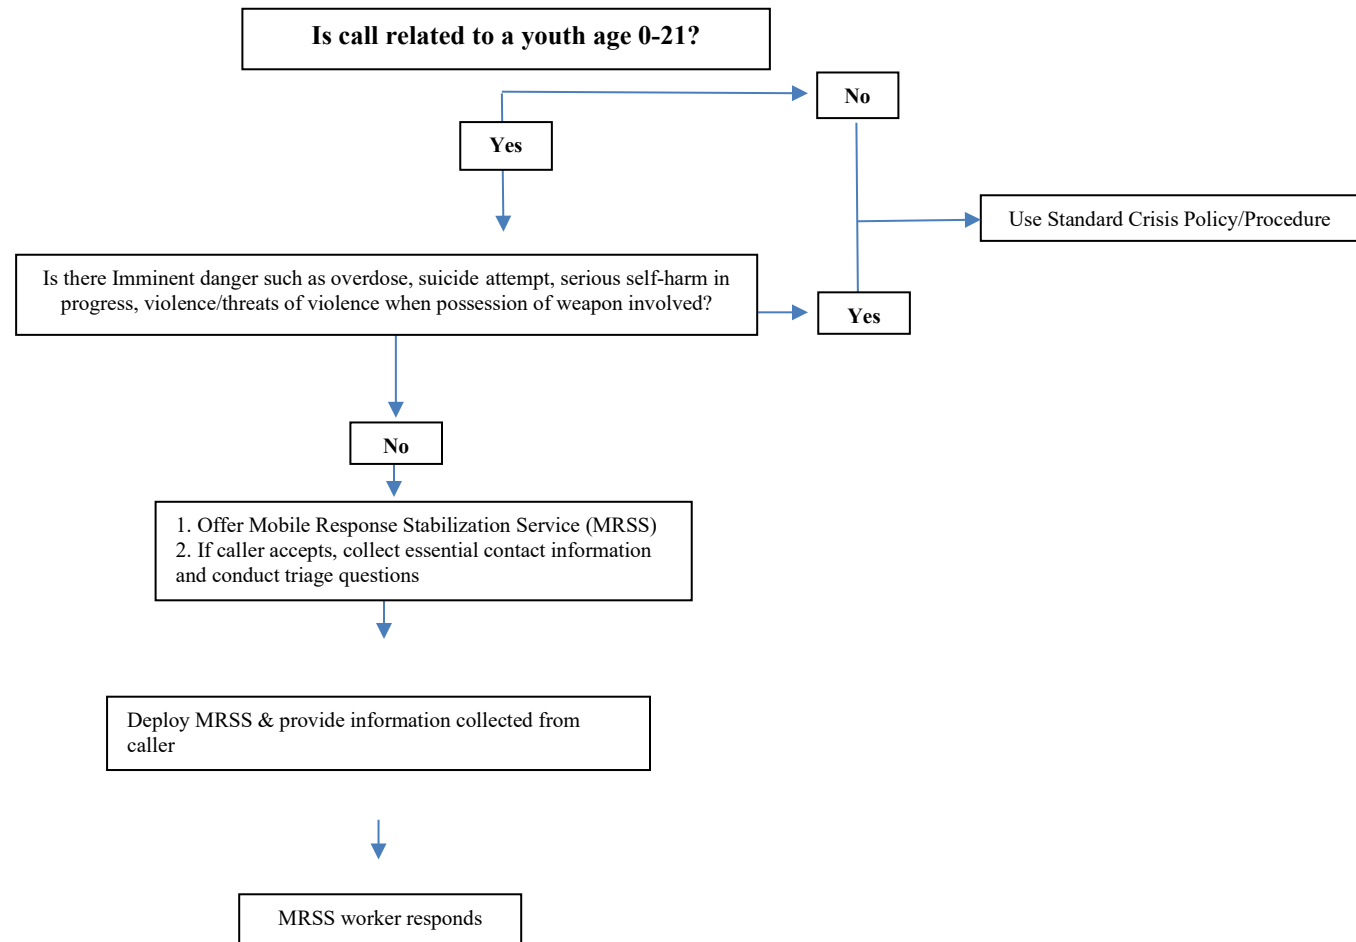 Is call related to a youth age 0-21?
No
Yes
Use Standard Crisis Policy/Procedure
Is there Imminent danger such as overdose, suicide attempt, serious self-harm in
progress, violence/threats of violence when possession of weapon involved?
Yes
No
1. Offer Mobile Response Stabilization Service (MRSS)
2. If caller accepts, collect essential contact information
and conduct triage questions
Deploy MRSS & provide information collected from
caller
MRSS worker responds